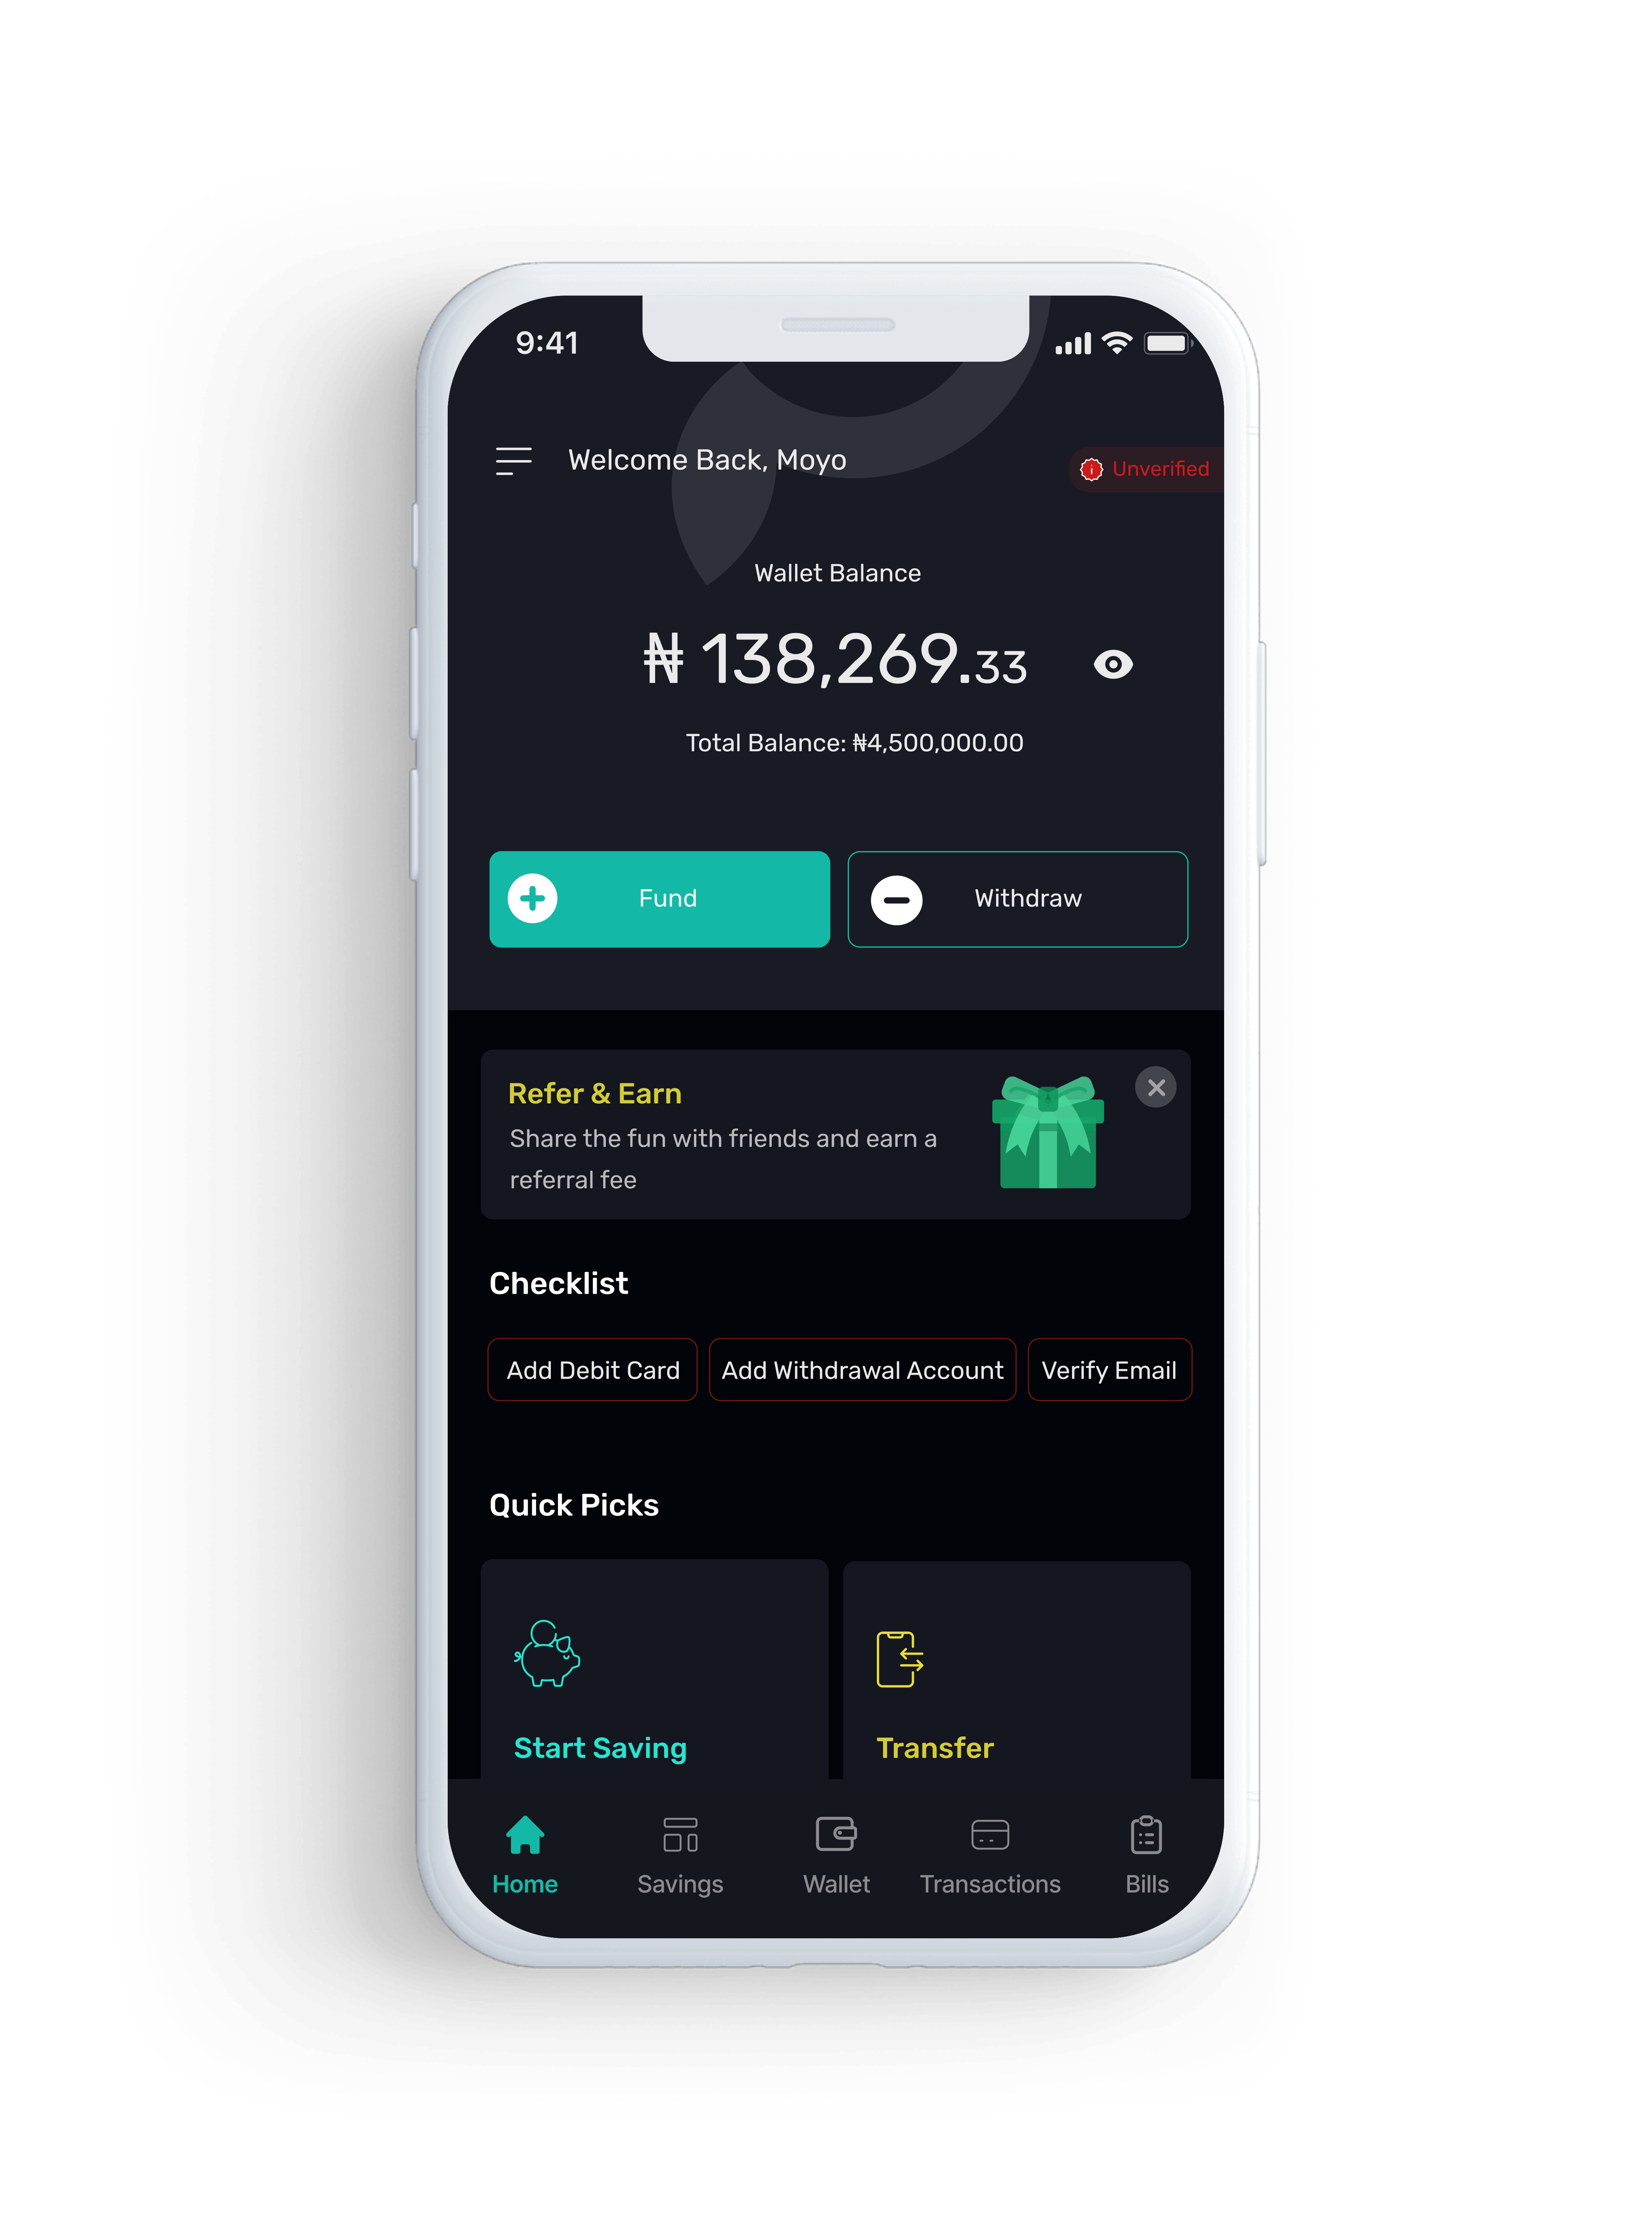 9:41
Welcome Back, Moyo
Unverified
Wallet Balance
₦ 138,269.33
Total Balance: ₦4,500,000.00
Fund
Withdraw
Refer & Earn
Share the fun with friends and earn a
referral fee
Checklist
Add Debit Card
Add Withdrawal Account
Verify Email
Quick Picks
Start Saving
Transfer
Home
Savings
Wallet
Transactions
Bills